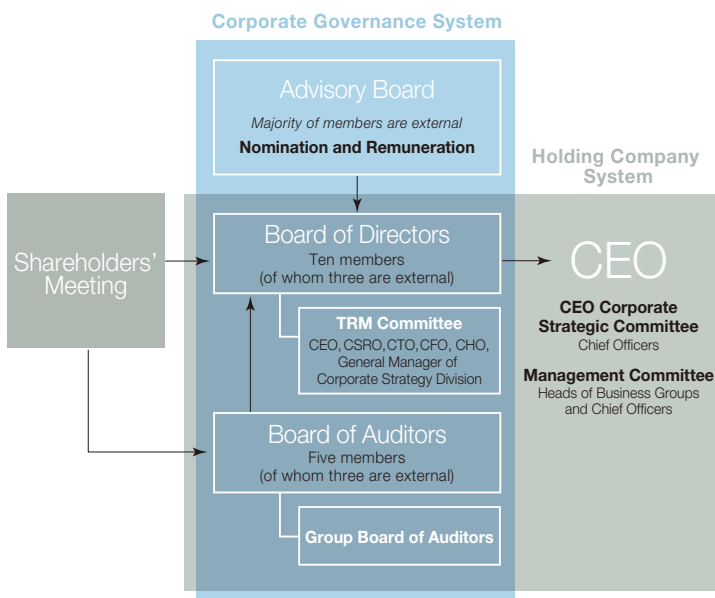 Corporate Governance System
Advisory Board
Majority of members are external
Nomination and Remuneration
Holding Company
System
Shareholders'
Meeting
Board of Directors
Ten members
(of whom three are external)
TRM Committee
CEO, CSRO, CTO, CFO, CHO,
General Manager of
Corporate Strategy Division
CEO
CEO Corporate
Strategic Committee
Chief Officers
Management Committee
Heads of Business Groups
and Chief Officers
Board of Auditors
Five members
(of whom three are external)
Group Board of Auditors